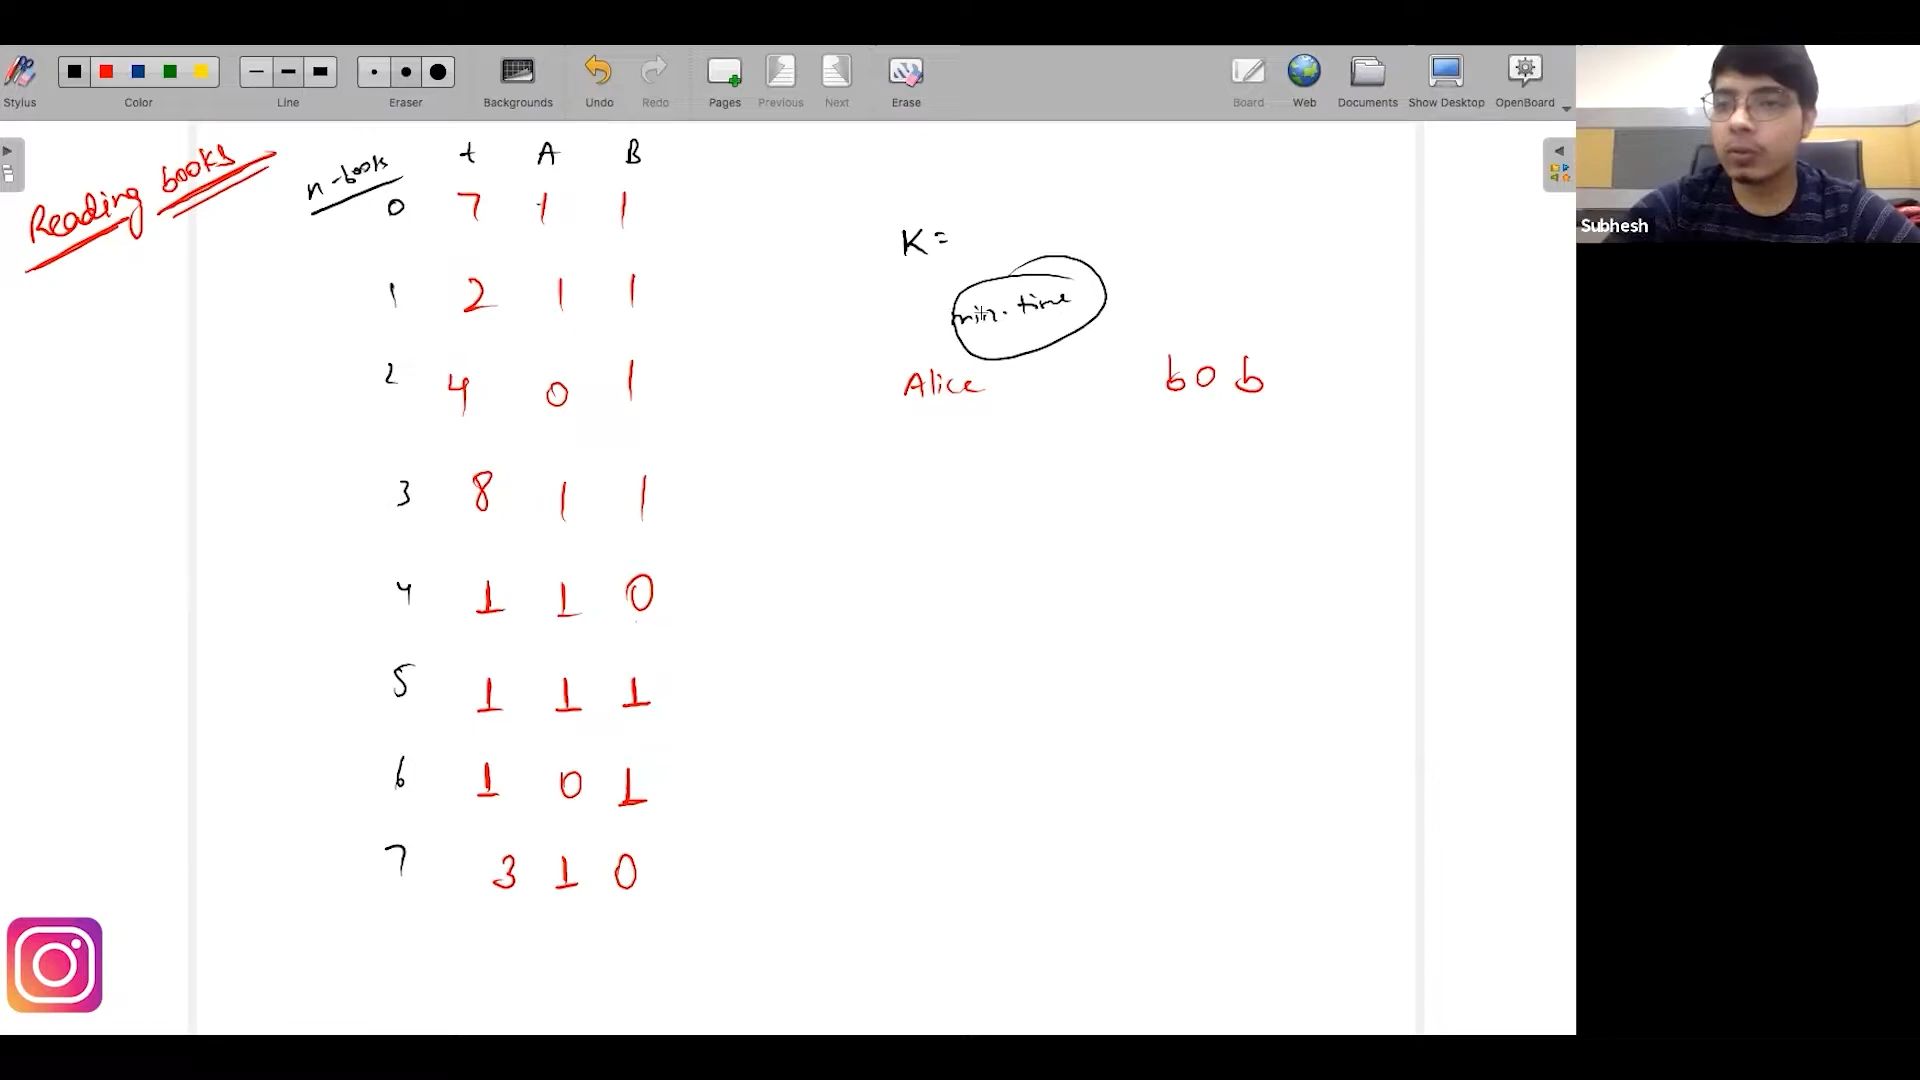 Stylus
Color
Line
Eraser
Backgrounds
Undo
Redo
Pages
Previous
Next
Erase
Board
Web
Documents
Show Desktop
OpenBoard
Subhesh
Reading books
n-books t A B
0 7 1 1
1 2 1 1
2 4 0 1
3 8 1 1
4 1 1 0
5 1 1 1
6 1 0 1
7 3 1 0
K =
min. time
Alice bob